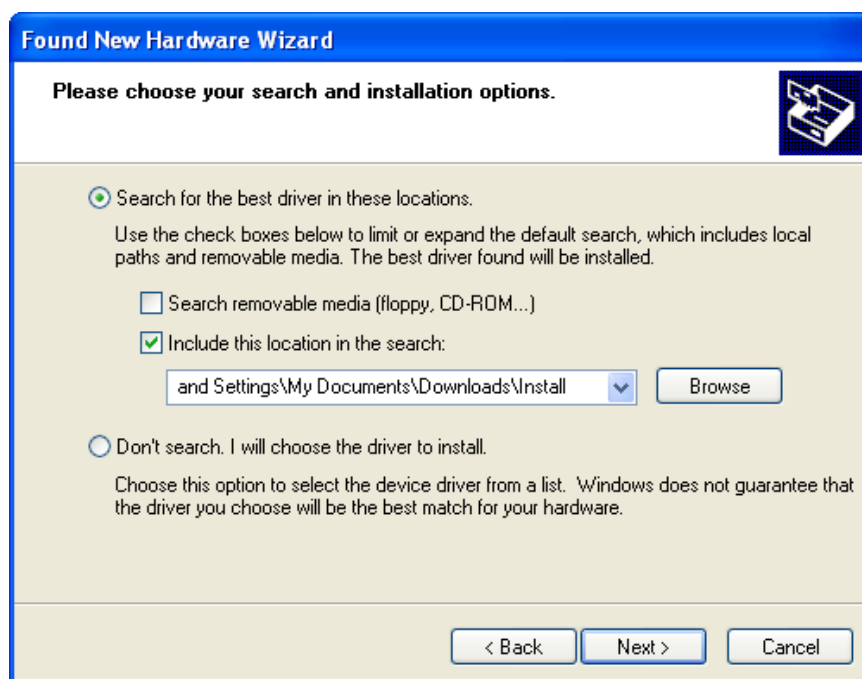 Found New Hardware Wizard
Please choose your search and installation options.
Search for the best driver in these locations.
Use the check boxes below to limit or expand the default search, which includes local
paths and removable media. The best driver found will be installed.
Search removable media (floppy, CD-ROM...)
Include this location in the search:
and Settings\My Documents\Downloads\Install
Browse
Don't search. I will choose the driver to install.
Choose this option to select the device driver from a list. Windows does not guarantee that
the driver you choose will be the best match for your hardware.
< Back Next > Cancel